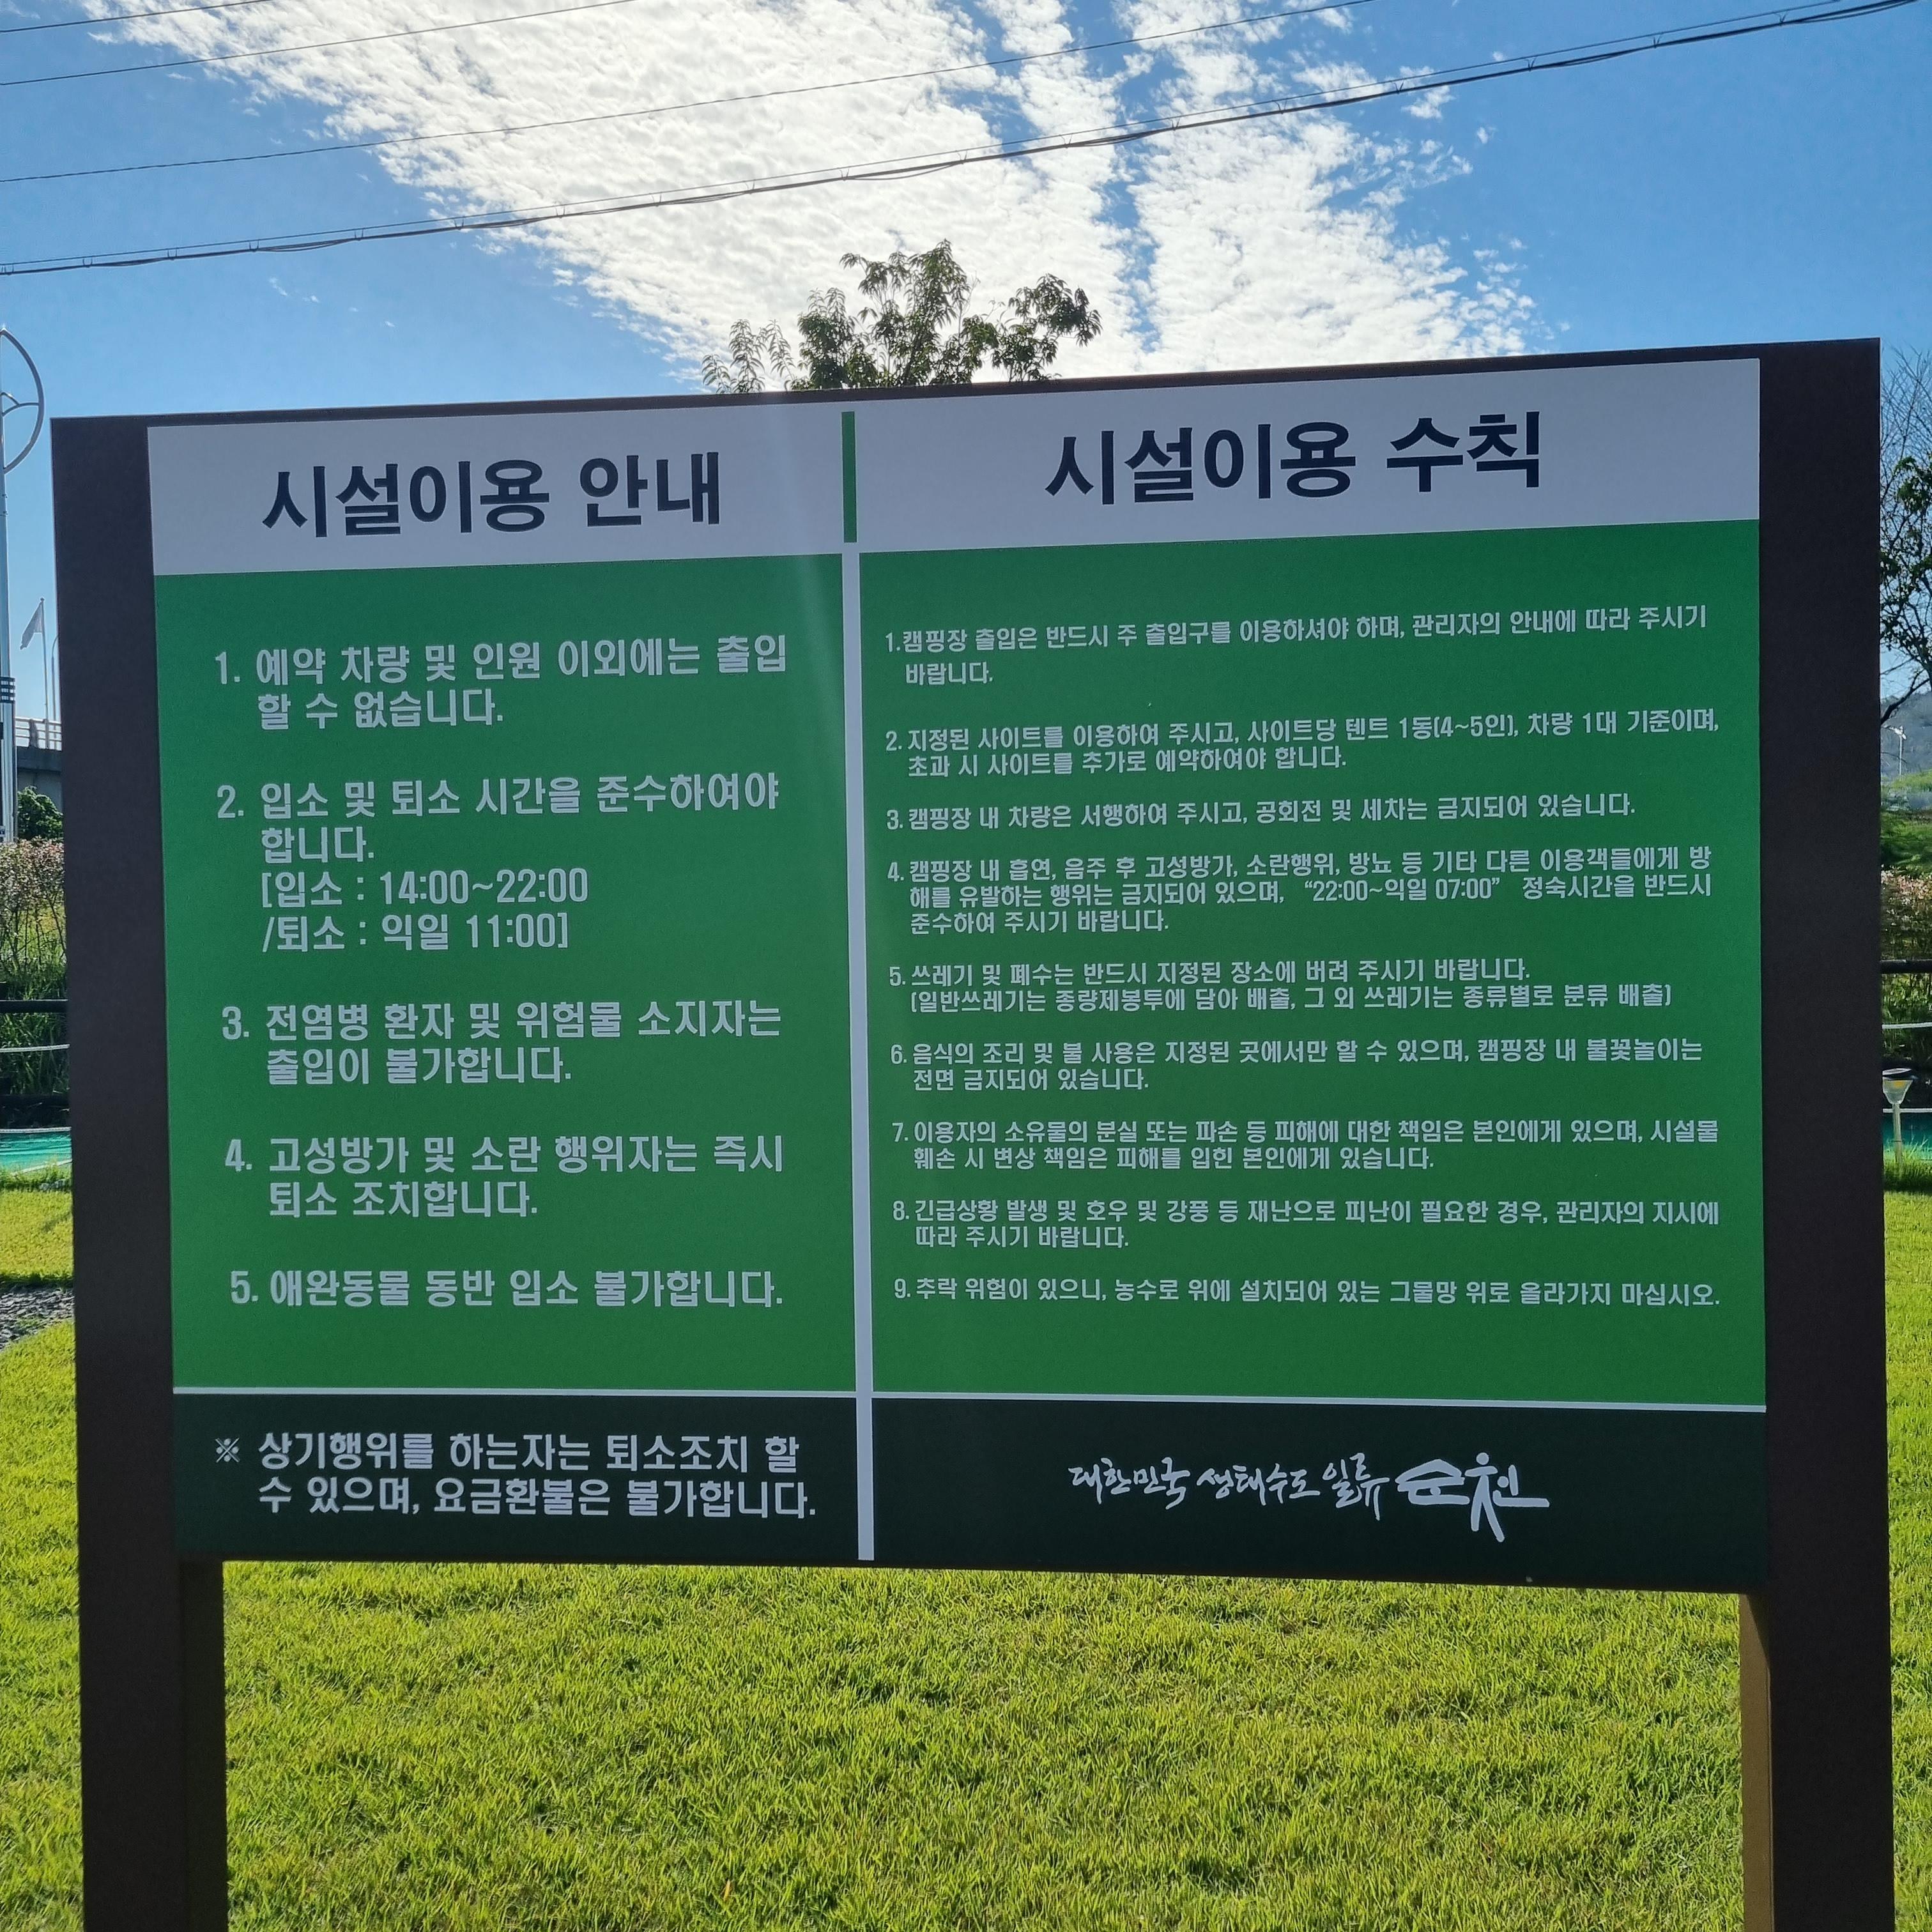 시설이용 안내
1. 예약 차량 및 인원 이외에는 출입
할 수 없습니다.
2. 입소 및 퇴소 시간을 준수하여야
합니다.
[입소 : 14:00~22:00
/퇴소 : 익일 11:00]
3. 전염병 환자 및 위험물 소지자는
출입이 불가합니다.
4. 고성방가 및 소란 행위자는 즉시
퇴소 조치합니다.
5. 애완동물 동반 입소 불가합니다.
※ 상기행위를 하는자는 퇴소조치 할
수 있으며, 요금환불은 불가합니다.
시설이용 수칙
1.캠핑장 출입은 반드시 주 출입구를 이용하셔야 하며, 관리자의 안내에 따라 주시기
바랍니다.
2. 지정된 사이트를 이용하여 주시고, 사이트당 텐트 1동(4~5인), 차량 1대 기준이며,
초과 시 사이트를 추가로 예약하여야 합니다.
3. 캠핑장 내 차량은 서행하여 주시고, 공회전 및 세차는 금지되어 있습니다.
4. 캠핑장 내 흡연, 음주 후 고성방가, 소란행위, 방뇨 등 기타 다른 이용객들에게 방
해를 유발하는 행위는 금지되어 있으며, “22:00~익일 07:00” 정숙시간을 반드시
준수하여 주시기 바랍니다.
5. 쓰레기 및 폐수는 반드시 지정된 장소에 버려 주시기 바랍니다.
(일반쓰레기는 종량제봉투에 담아 배출, 그 외 쓰레기는 종류별로 분류 배출)
6. 음식의 조리 및 불 사용은 지정된 곳에서만 할 수 있으며, 캠핑장 내 불꽃놀이는
전면 금지되어 있습니다.
7. 이용자의 소유물의 분실 또는 파손 등 피해에 대한 책임은 본인에게 있으며, 시설물
훼손 시 변상 책임은 피해를 입힌 본인에게 있습니다.
8. 긴급상황 발생 및 호우 및 강풍 등 재난으로 피난이 필요한 경우, 관리자의 지시에
따라 주시기 바랍니다.
9. 추락 위험이 있으니, 농수로 위에 설치되어 있는 그물망 위로 올라가지 마십시오.
대한민국 생태수도 일류 순천